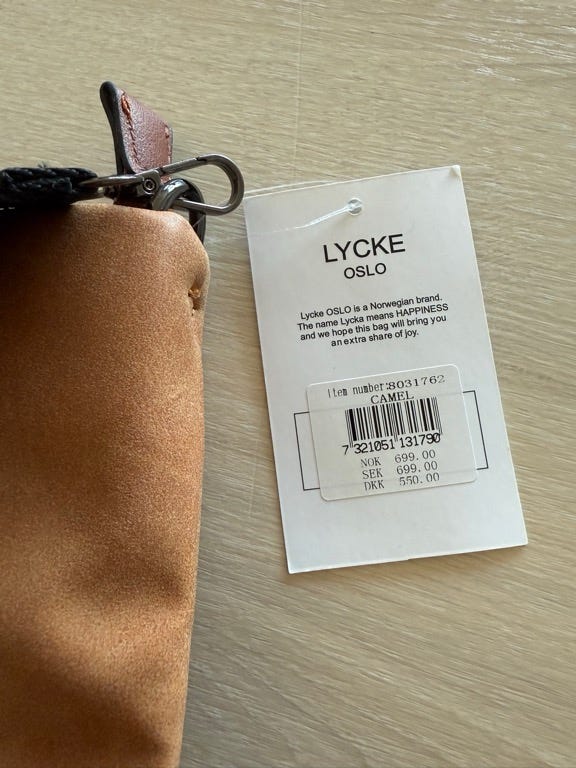 LYCKE
OSLO
Lycke OSLO is a Norwegian brand.
The name Lycka means HAPPINESS
and we hope this bag will bring you
an extra share of joy.
Item number:8031762
CAMEL
7 321051 131790
NOK 699.00
SEK 699.00
DKK 550.00